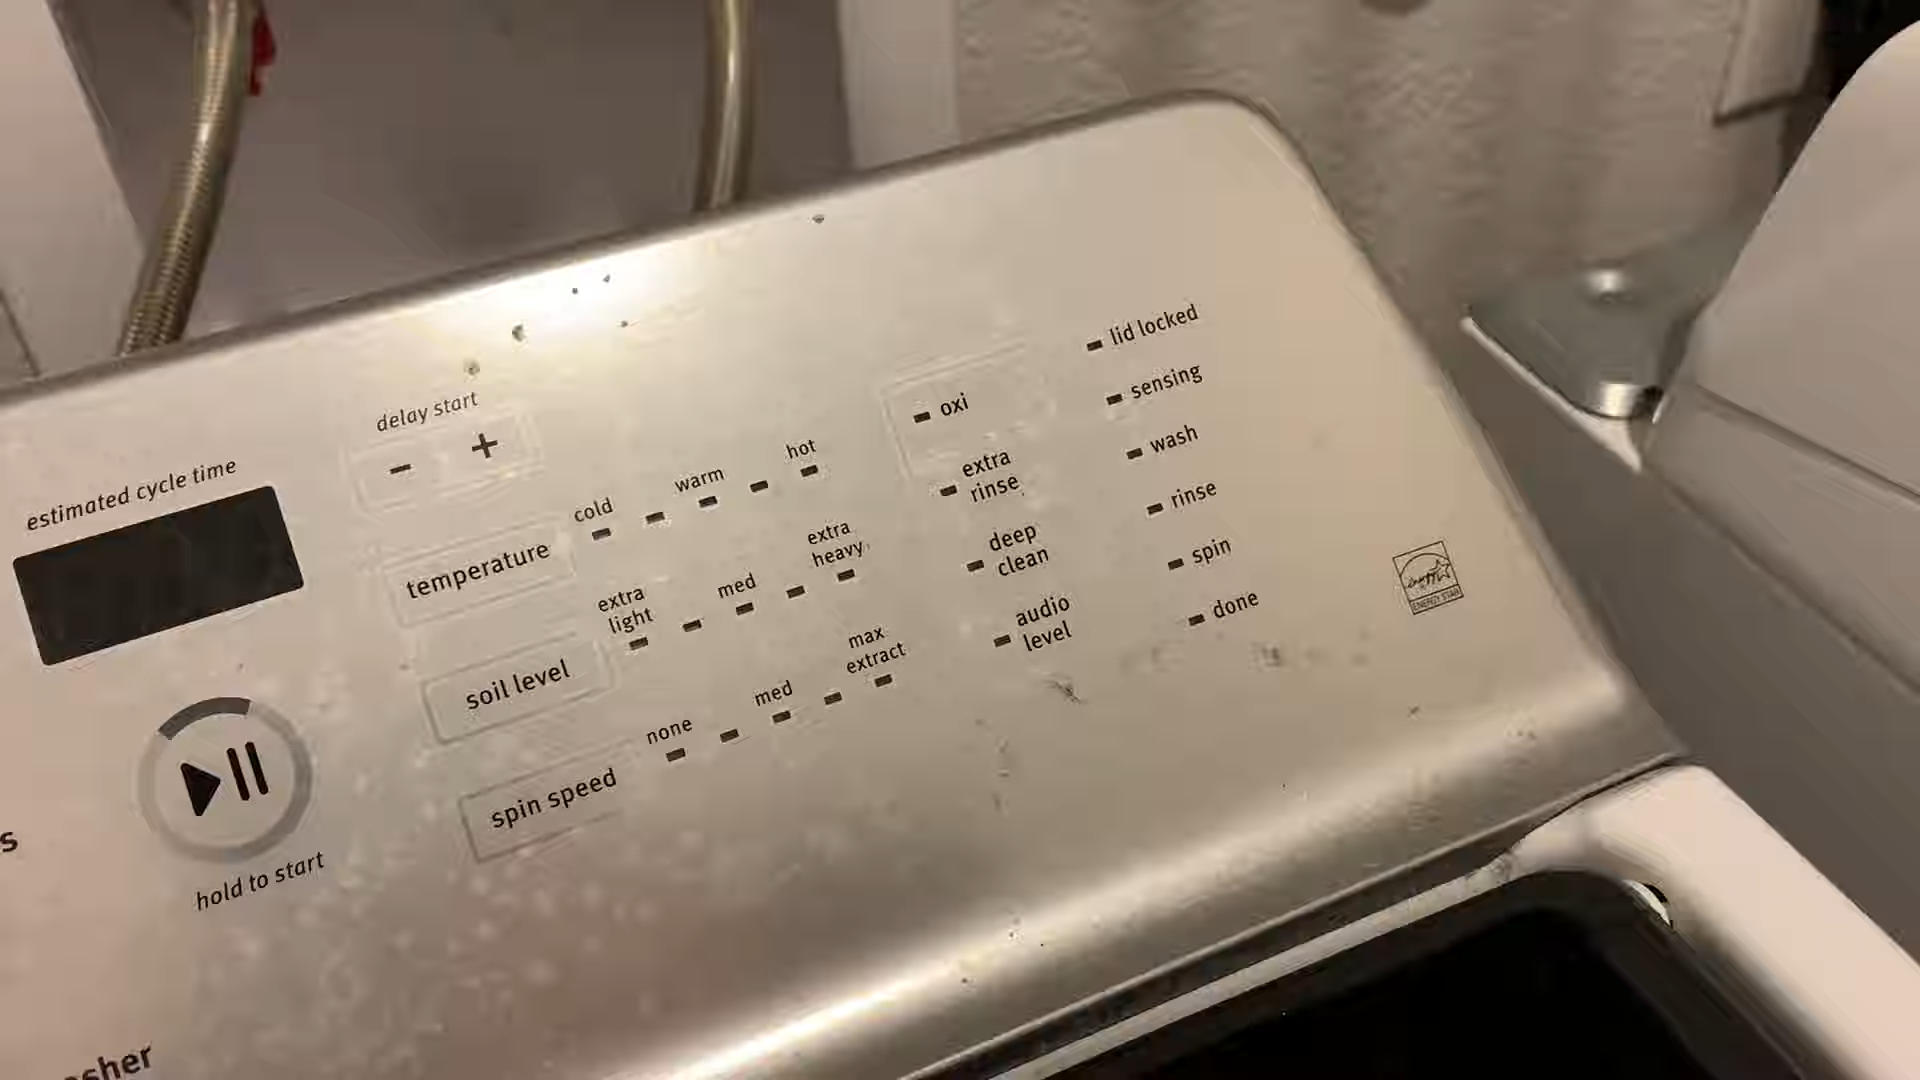 estimated cycle time
delay start
- +
temperature
cold
warm
hot
soil level
extra
light
med
extra
heavy
spin speed
none
med
max
extract
hold to start
oxi
extra
rinse
deep
clean
audio
level
lid locked
sensing
wash
rinse
spin
done
ENERGY STAR